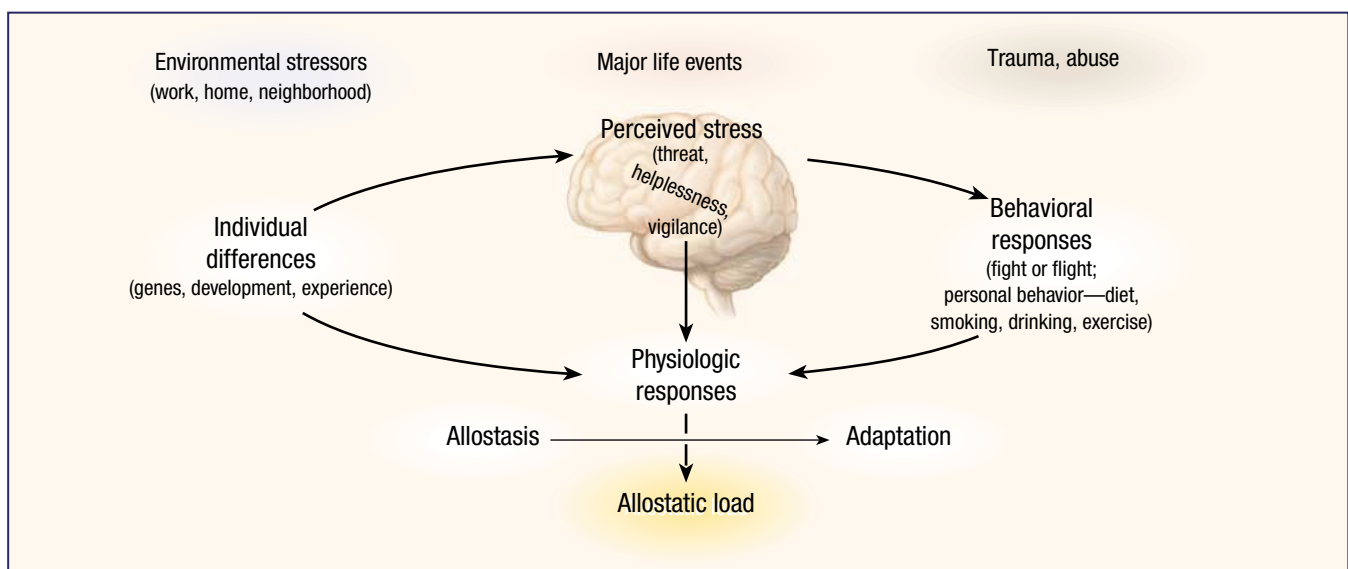 Environmental stressors
(work, home, neighborhood)
Major life events
Trauma, abuse
Perceived stress
(threat,
helplessness,
vigilance)
Individual
differences
(genes, development, experience)
Behavioral
responses
(fight or flight;
personal behavior—diet,
smoking, drinking, exercise)
Physiologic
responses
Allostasis
Adaptation
Allostatic load